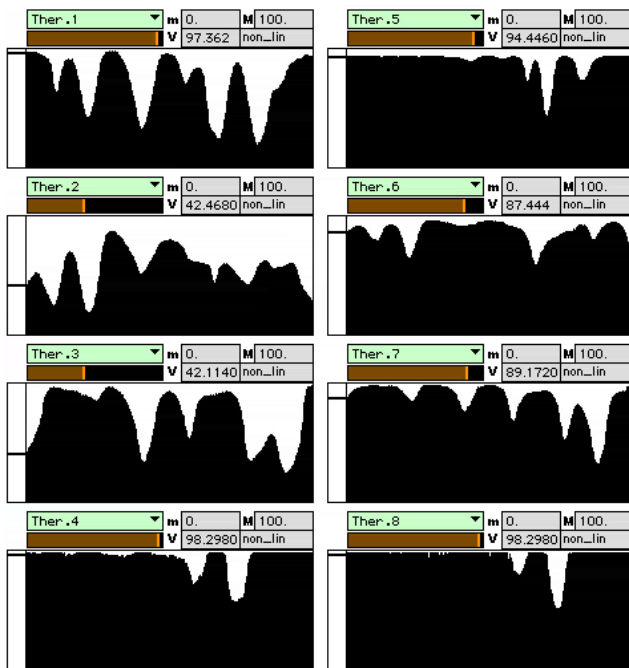 Ther.1 m 0. M 100.
V 97.362 non_lin
Ther.5 m 0. M 100.
V 94.4460 non_lin
Ther.2 m 0. M 100.
V 42.4680 non_lin
Ther.6 m 0. M 100.
V 87.444 non_lin
Ther.3 m 0. M 100.
V 42.1140 non_lin
Ther.7 m 0. M 100.
V 89.1720 non_lin
Ther.4 m 0. M 100.
V 98.2980 non_lin
Ther.8 m 0. M 100.
V 98.2980 non_lin